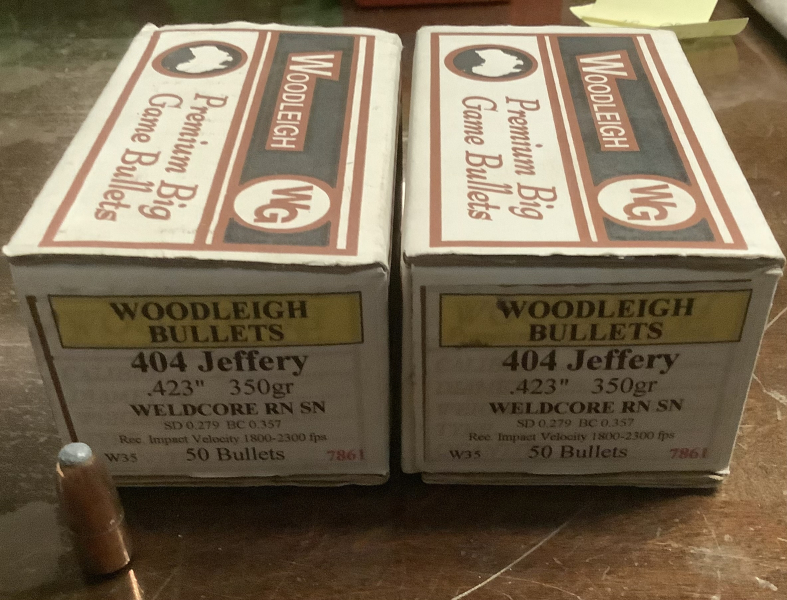 WOODLEIGH
WG
Premium Big
Game Bullets
WOODLEIGH
BULLETS
404 Jeffery
.423" 350gr
WELDCORE RN SN
SD 0.279 BC 0.357
Rec. Impact Velocity 1800-2300 fps
W35 50 Bullets 7861
WOODLEIGH
WG
Premium Big
Game Bullets
WOODLEIGH
BULLETS
404 Jeffery
.423" 350gr
WELDCORE RN SN
SD 0.279 BC 0.357
Rec. Impact Velocity 1800-2300 fps
W35 50 Bullets 7861